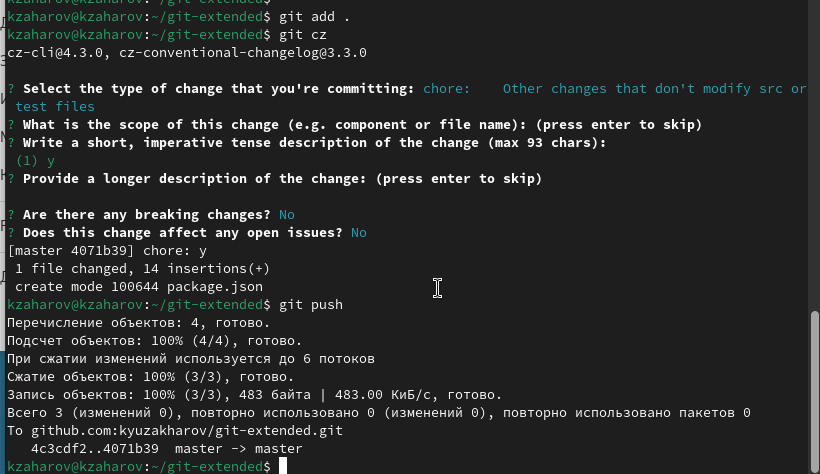 kzaharov@kzaharov:~/git-extended$ git add .
kzaharov@kzaharov:~/git-extended$ git cz
cz-cli@4.3.0, cz-conventional-changelog@3.3.0
? Select the type of change that you're committing: chore:    Other changes that don't modify src or
test files
? What is the scope of this change (e.g. component or file name): (press enter to skip)
? Write a short, imperative tense description of the change (max 93 chars):
(1) y
? Provide a longer description of the change: (press enter to skip)
? Are there any breaking changes? No
? Does this change affect any open issues? No
[master 4071b39] chore: y
1 file changed, 14 insertions(+)
create mode 100644 package.json
kzaharov@kzaharov:~/git-extended$ git push
Перечисление объектов: 4, готово.
Подсчет объектов: 100% (4/4), готово.
При сжатии изменений используется до 6 потоков
Сжатие объектов: 100% (3/3), готово.
Запись объектов: 100% (3/3), 483 байта | 483.00 КиБ/с, готово.
Всего 3 (изменений 0), повторно использовано 0 (изменений 0), повторно использовано пакетов 0
To github.com:kyuzakharov/git-extended.git
4c3cdf2..4071b39  master -> master
kzaharov@kzaharov:~/git-extended$